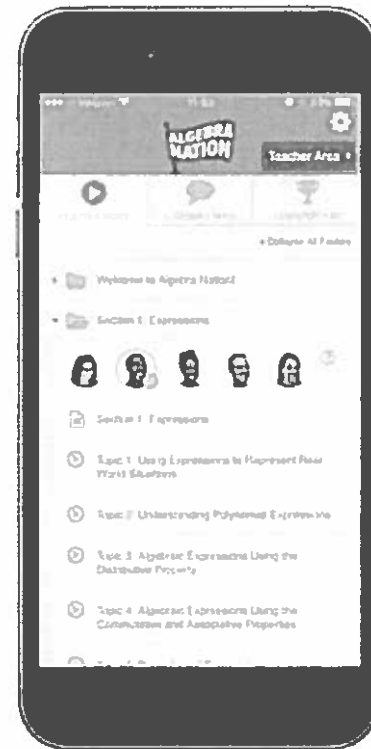 ALGEBRA
NATION
Teacher Area
Collapse All Folders
Welcome to Algebra Nation!
Section 1: Expressions
Section 1: Expressions
Topic 1: Using Expressions to Represent Real
World Situations
Topic 2: Understanding Polynomial Expressions
Topic 3: Algebraic Expressions Using the
Distributive Property
Topic 4: Algebraic Expressions Using the
Commutative and Associative Properties